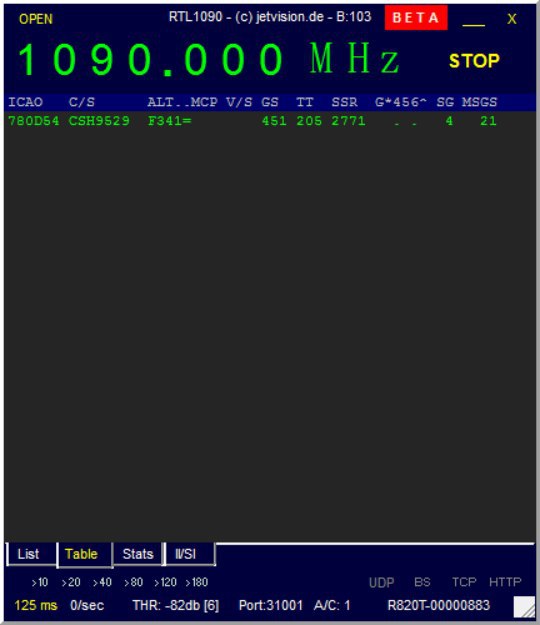 OPEN RTL1090 - (c) jetvision.de - B:103 BETA __ X
1090.000 MHz STOP
ICAO C/S ALT..MCP V/S GS TT SSR G*456^ SG MSGS
780D54 CSH9529 F341= 451 205 2771 . . 4 21
List Table Stats II/SI
>10 >20 >40 >80 >120 >180 UDP BS TCP HTTP
125 ms 0/sec THR: -82db [6] Port:31001 A/C: 1 R820T-00000883